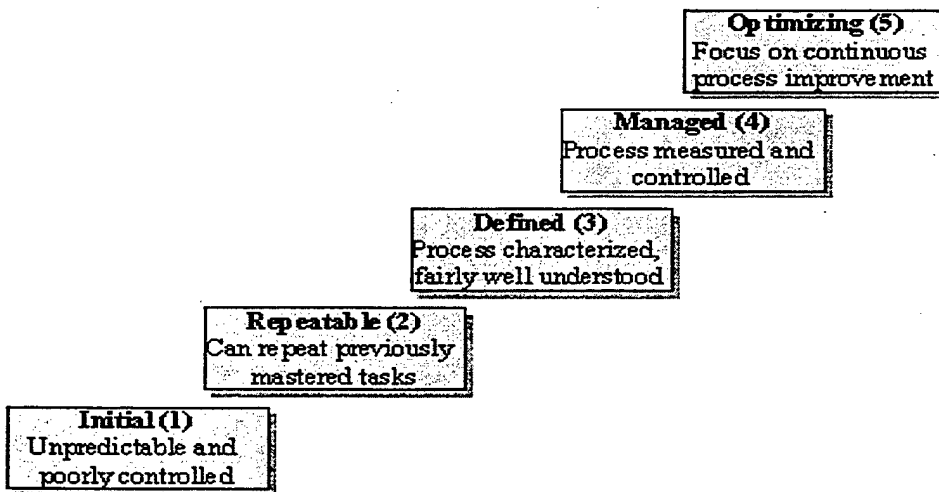 Optimizing (5)
Focus on continuous
process improvement
Managed (4)
Process measured and
controlled
Defined (3)
Process characterized,
fairly well understood
Repeatable (2)
Can repeat previously
mastered tasks
Initial (1)
Unpredictable and
poorly controlled